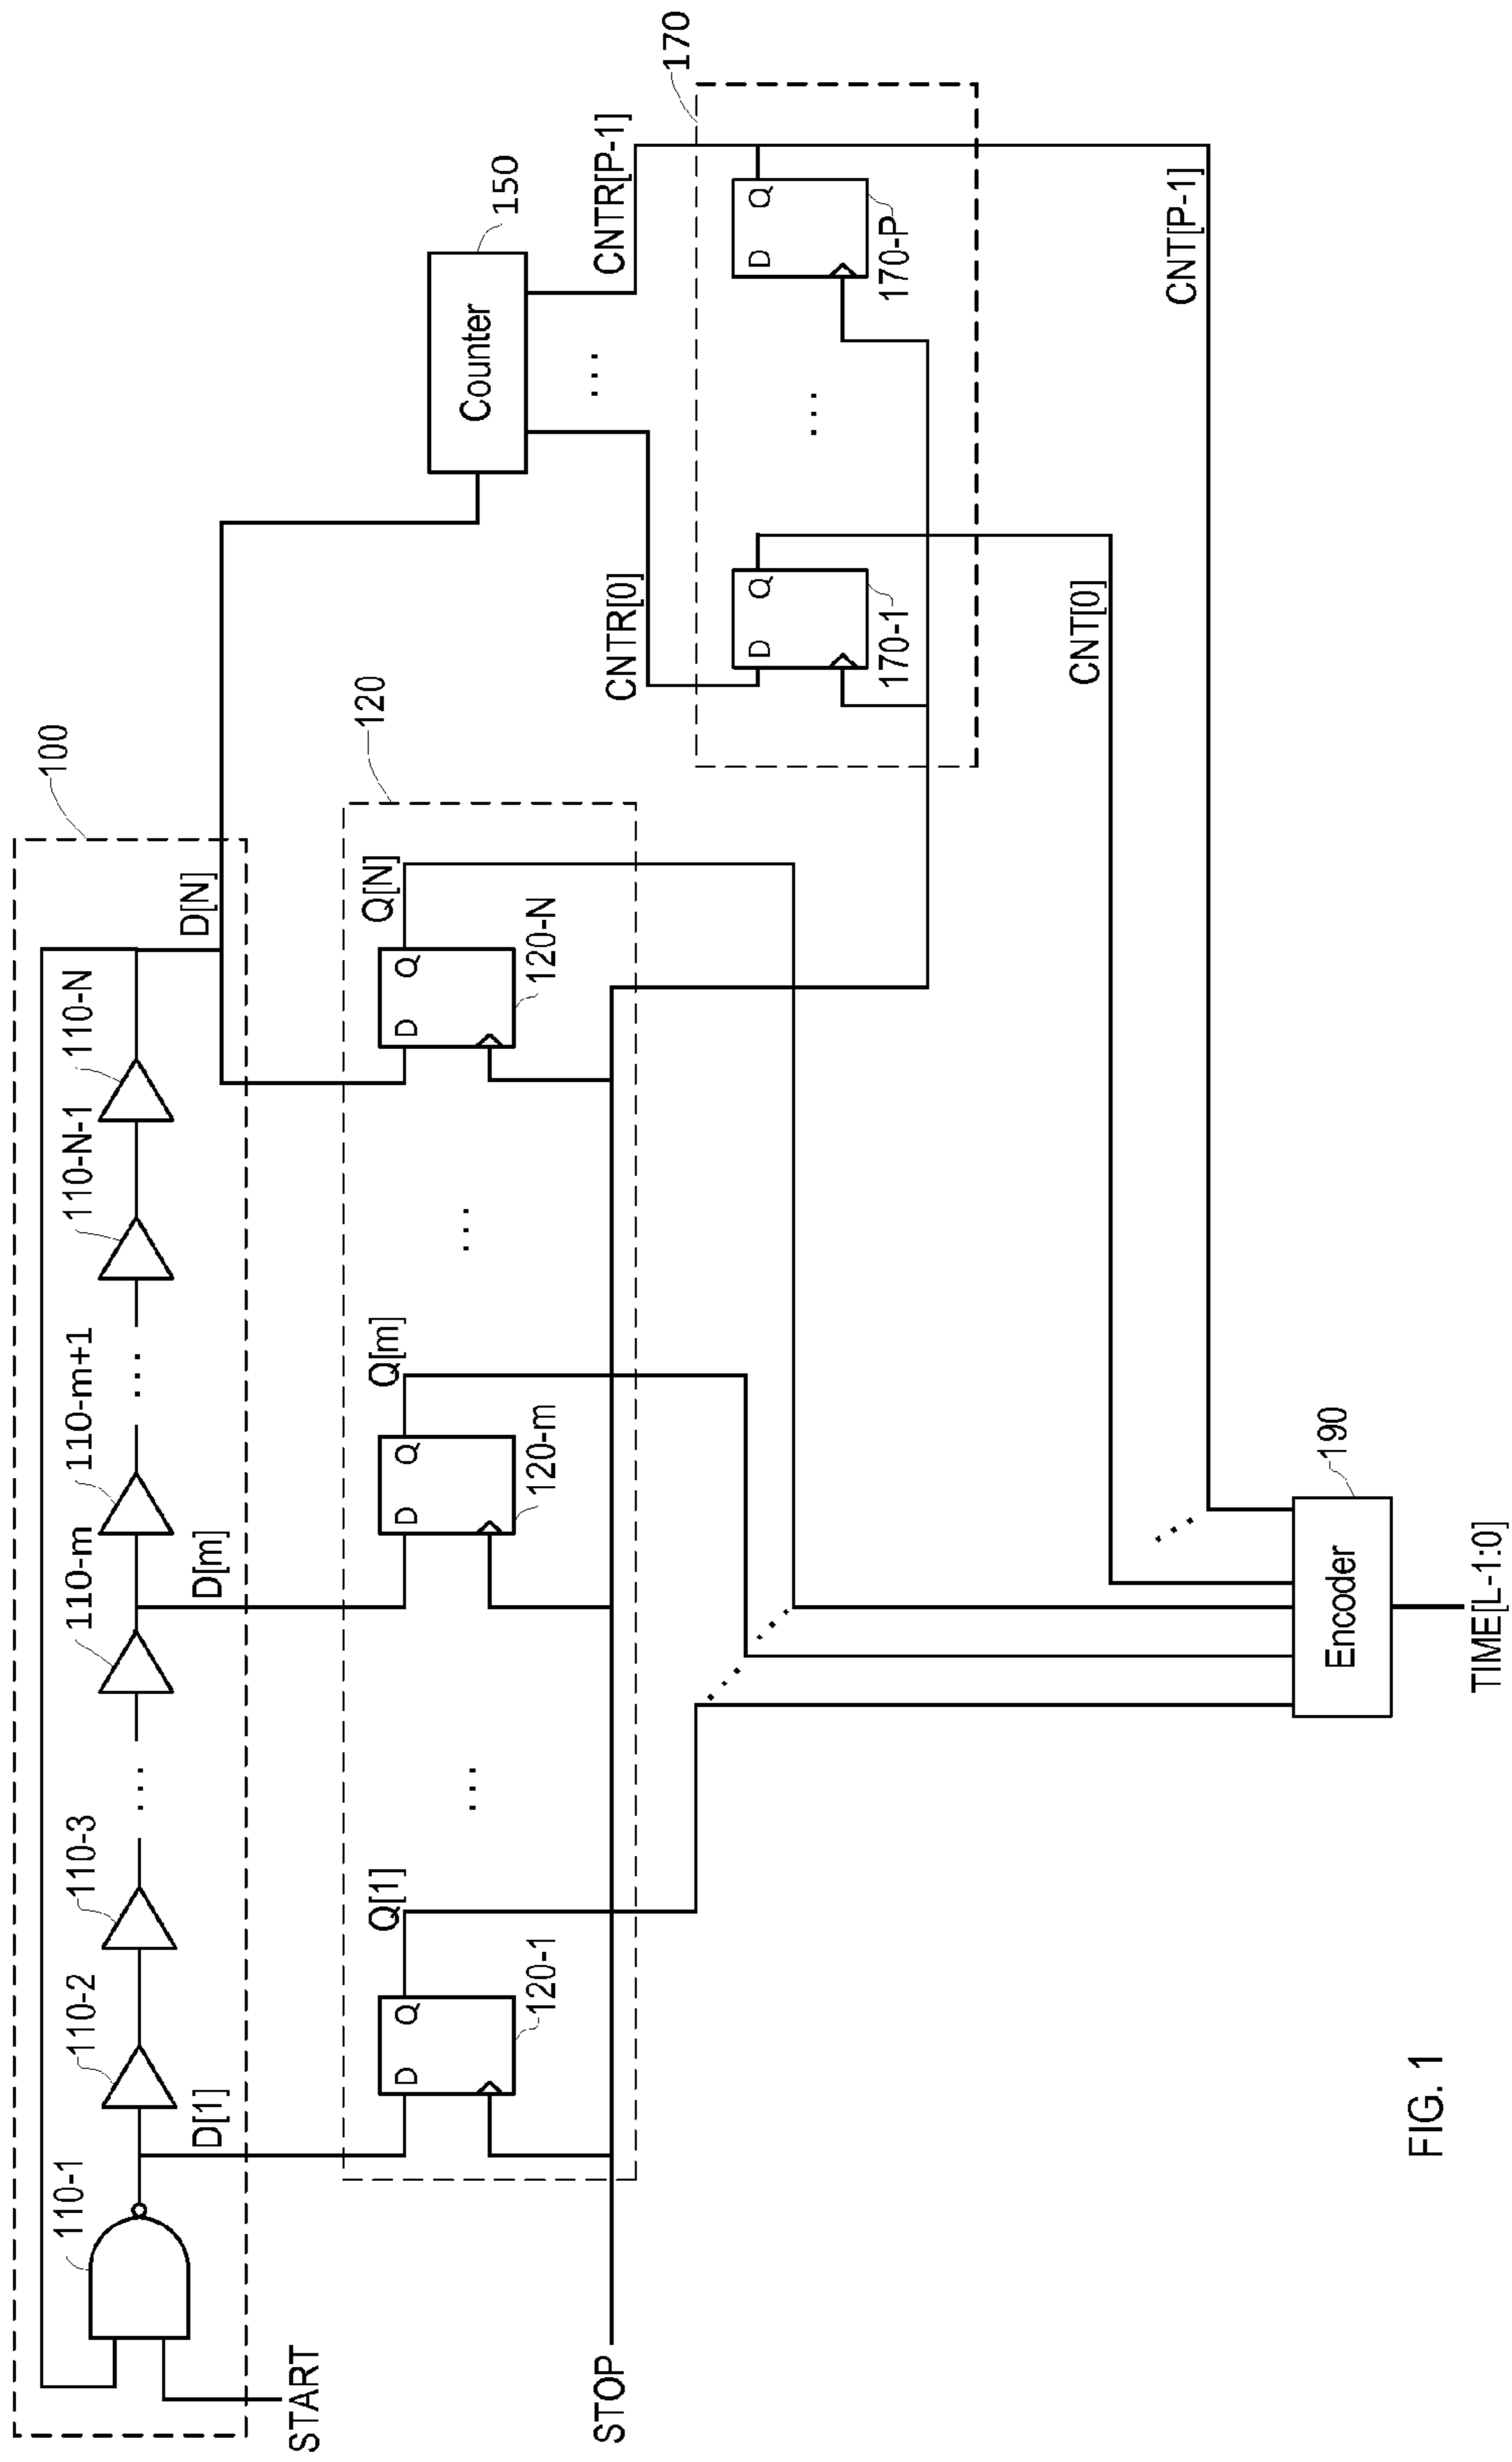 100
110-1
110-2
110-3
...
110-m
110-m+1
...
110-N-1
110-N
D[1]
D[m]
D[N]
START
120
Q[1]
Q[m]
Q[N]
D Q
D Q
D Q
...
...
120-1
120-m
120-N
STOP
Counter
150
CNTR[0]
...
CNTR[P-1]
170
D Q
...
D Q
170-1
170-P
CNT[0]
CNT[P-1]
...
...
...
Encoder
190
TIME[L-1:0]
FIG. 1